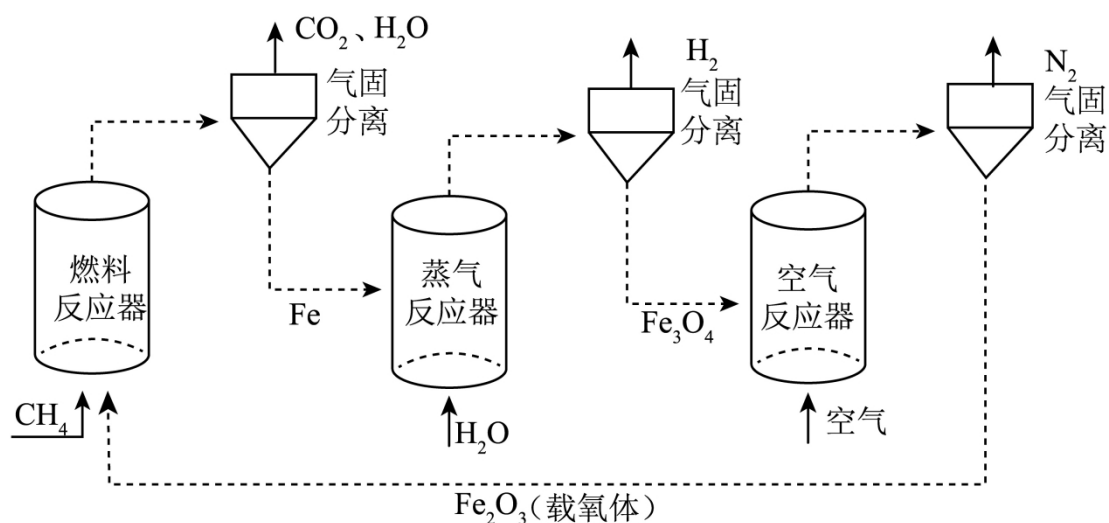 CO₂、H₂O
气固
分离
H₂
气固
分离
N₂
气固
分离
燃料
反应器
蒸气
反应器
空气
反应器
Fe
Fe₃O₄
CH₄
H₂O
空气
Fe₂O₃(载氧体)